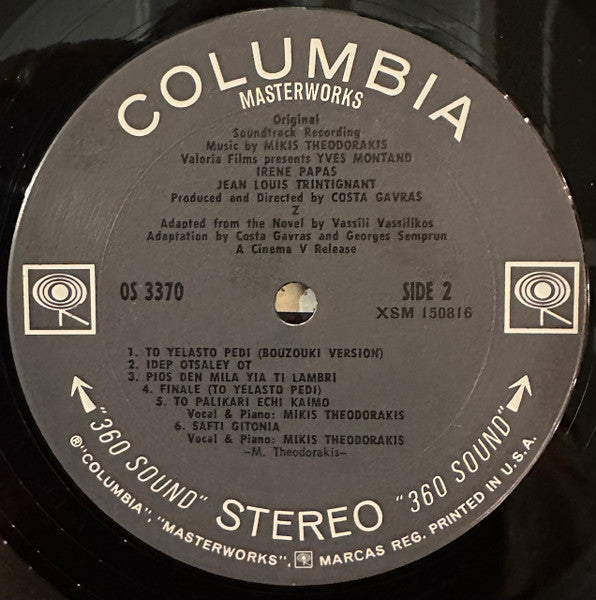 COLUMBIA
MASTERWORKS
Original
Soundtrack Recording
Music by MIKIS THEODORAKIS
Valoria Films presents YVES MONTAND
IRENE PAPAS
JEAN LOUIS TRINTIGNANT
Produced and Directed by COSTA GAVRAS
Z
Adapted from the Novel by Vassili Vassilikos
Adaptation by Costa Gavras and Georges Semprun
A Cinema V Release
OS 3370
SIDE 2
XSM 150816
1. TO YELASTO PEDI (BOUZOUKI VERSION)
2. IDEP OTSALEY OT
3. PIOS DEN MILA YIA TI LAMBRI
4. FINALE (TO YELASTO PEDI)
5. TO PALIKARI ECHI KAIMO
Vocal & Piano: MIKIS THEODORAKIS
6. SAFTI GITONIA
Vocal & Piano: MIKIS THEODORAKIS
—M. Theodorakis—
"360 SOUND" STEREO "360 SOUND"
®"COLUMBIA", "MASTERWORKS", MARCAS REG. PRINTED IN U.S.A.